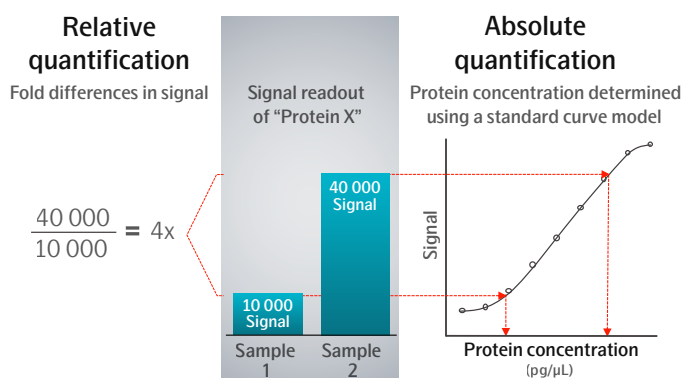 Relative
quantification
Fold differences in signal
40 000
10 000
= 4x
Signal readout
of “Protein X”
40 000
Signal
10 000
Signal
Sample
1
Sample
2
Absolute
quantification
Protein concentration determined
using a standard curve model
Signal
Protein concentration
(pg/µL)